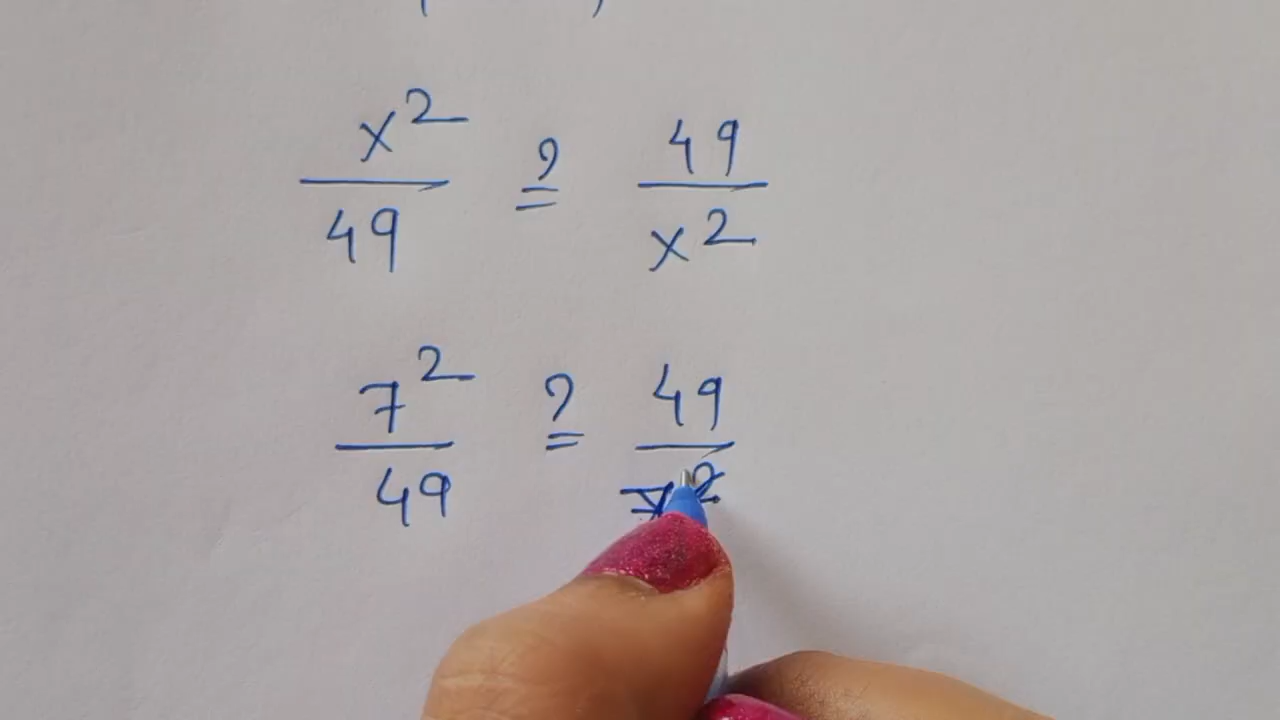 x² / 49 ≟ 49 / x²
7² / 49 ≟ 49 /